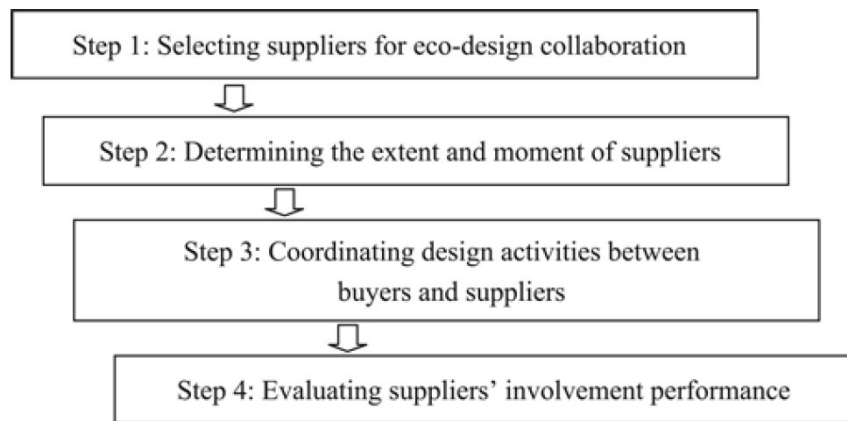 Step 1: Selecting suppliers for eco-design collaboration
Step 2: Determining the extent and moment of suppliers
Step 3: Coordinating design activities between
buyers and suppliers
Step 4: Evaluating suppliers’ involvement performance